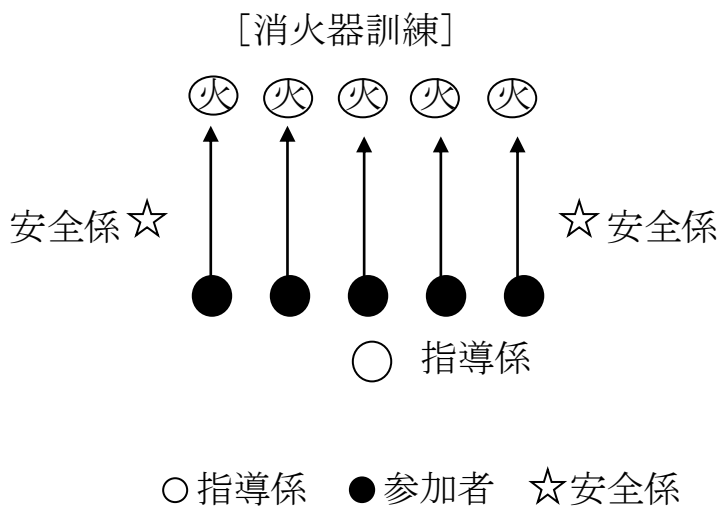 [消火器訓練]
火 火 火 火 火
安全係☆ ☆安全係
○ 指導係
○指導係 ●参加者 ☆安全係